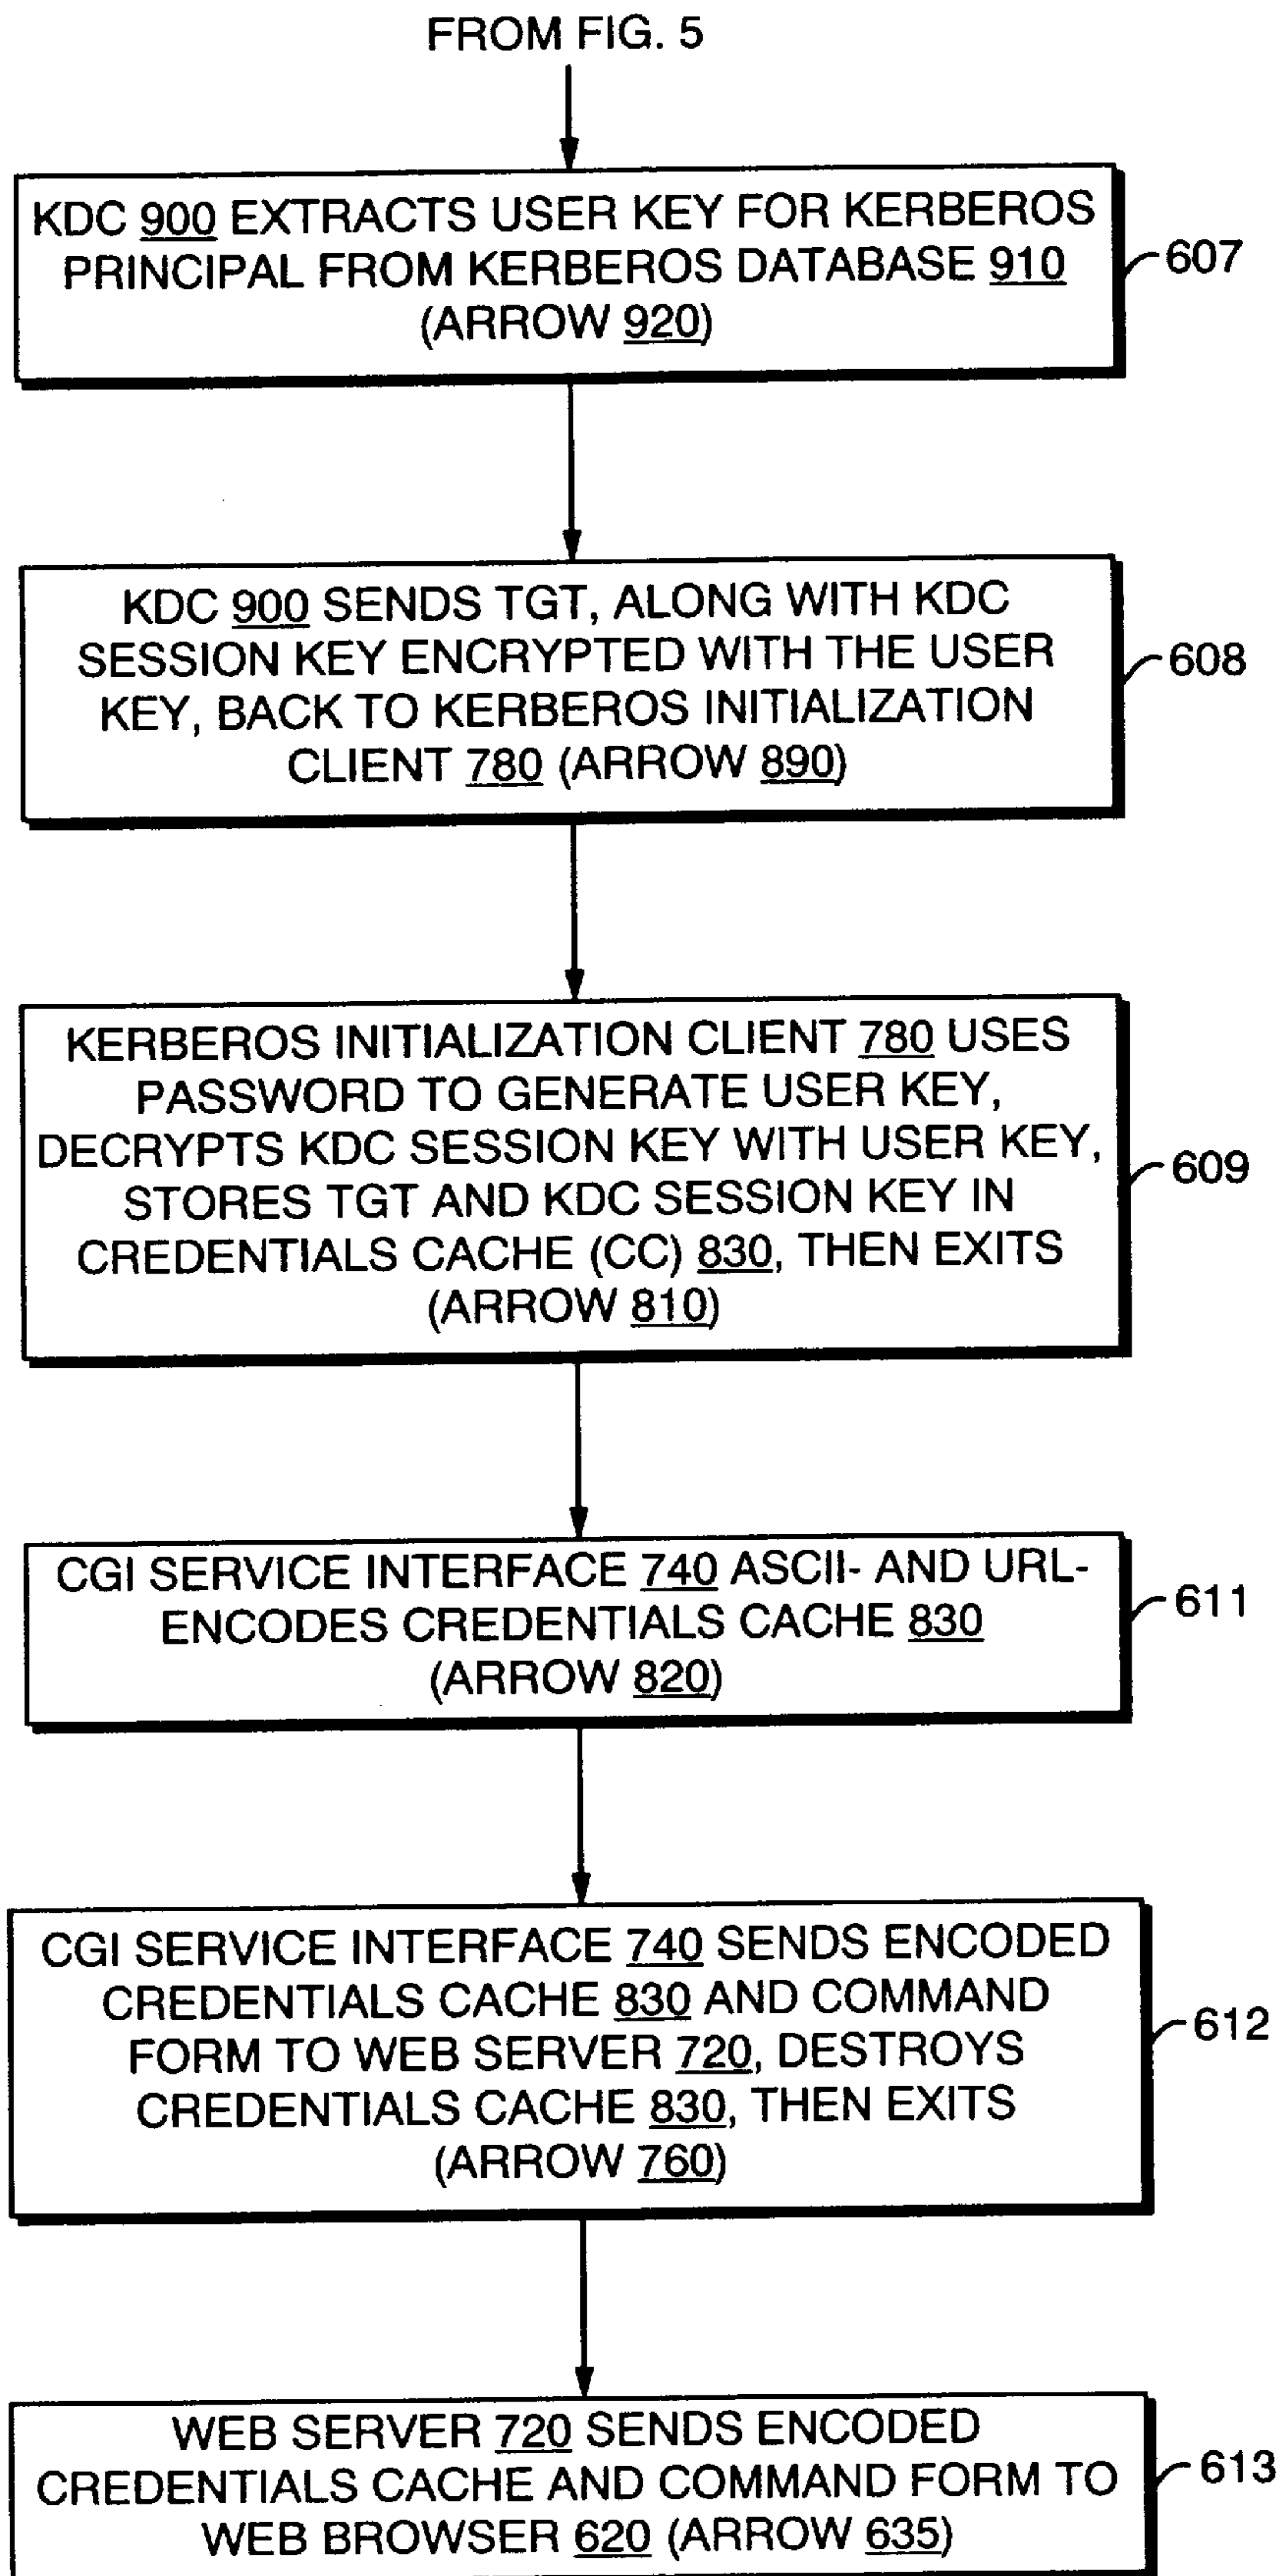 FROM FIG. 5
KDC 900 EXTRACTS USER KEY FOR KERBEROS
PRINCIPAL FROM KERBEROS DATABASE 910
(ARROW 920)
607
KDC 900 SENDS TGT, ALONG WITH KDC
SESSION KEY ENCRYPTED WITH THE USER
KEY, BACK TO KERBEROS INITIALIZATION
CLIENT 780 (ARROW 890)
608
KERBEROS INITIALIZATION CLIENT 780 USES
PASSWORD TO GENERATE USER KEY,
DECRYPTS KDC SESSION KEY WITH USER KEY,
STORES TGT AND KDC SESSION KEY IN
CREDENTIALS CACHE (CC) 830, THEN EXITS
(ARROW 810)
609
CGI SERVICE INTERFACE 740 ASCII- AND URL-
ENCODES CREDENTIALS CACHE 830
(ARROW 820)
611
CGI SERVICE INTERFACE 740 SENDS ENCODED
CREDENTIALS CACHE 830 AND COMMAND
FORM TO WEB SERVER 720, DESTROYS
CREDENTIALS CACHE 830, THEN EXITS
(ARROW 760)
612
WEB SERVER 720 SENDS ENCODED
CREDENTIALS CACHE AND COMMAND FORM TO
WEB BROWSER 620 (ARROW 635)
613